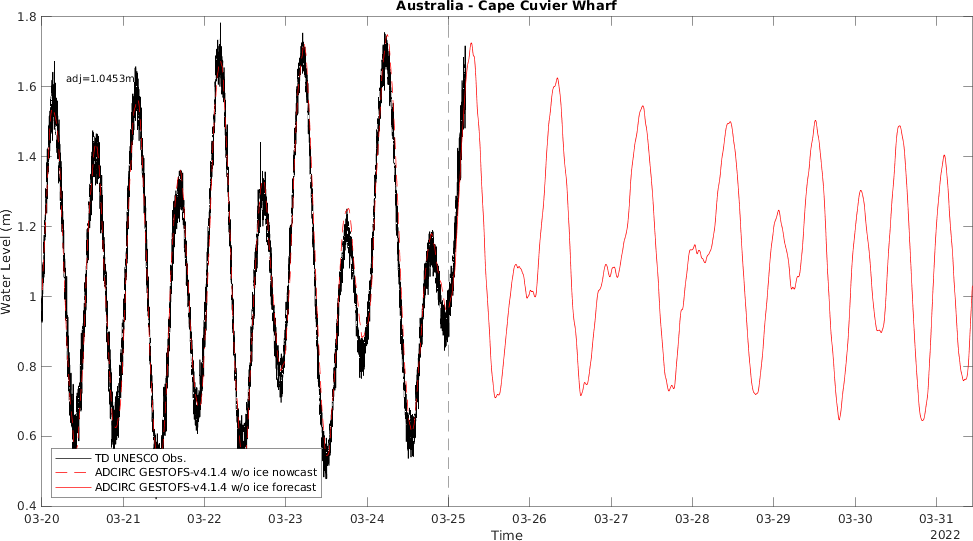 Australia - Cape Cuvier Wharf
1.8
1.6
1.4
1.2
1
0.8
0.6
0.4
Water Level (m)
adj=1.0453m
TD UNESCO Obs.
ADCIRC GESTOFS-v4.1.4 w/o ice nowcast
ADCIRC GESTOFS-v4.1.4 w/o ice forecast
03-20 03-21 03-22 03-23 03-24 03-25 03-26 03-27 03-28 03-29 03-30 03-31
Time
2022